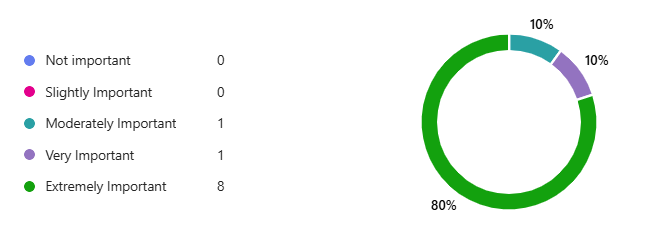 10%
Not important 0
10%
Slightly Important 0
Moderately Important 1
Very Important 1
Extremely Important 8
80%